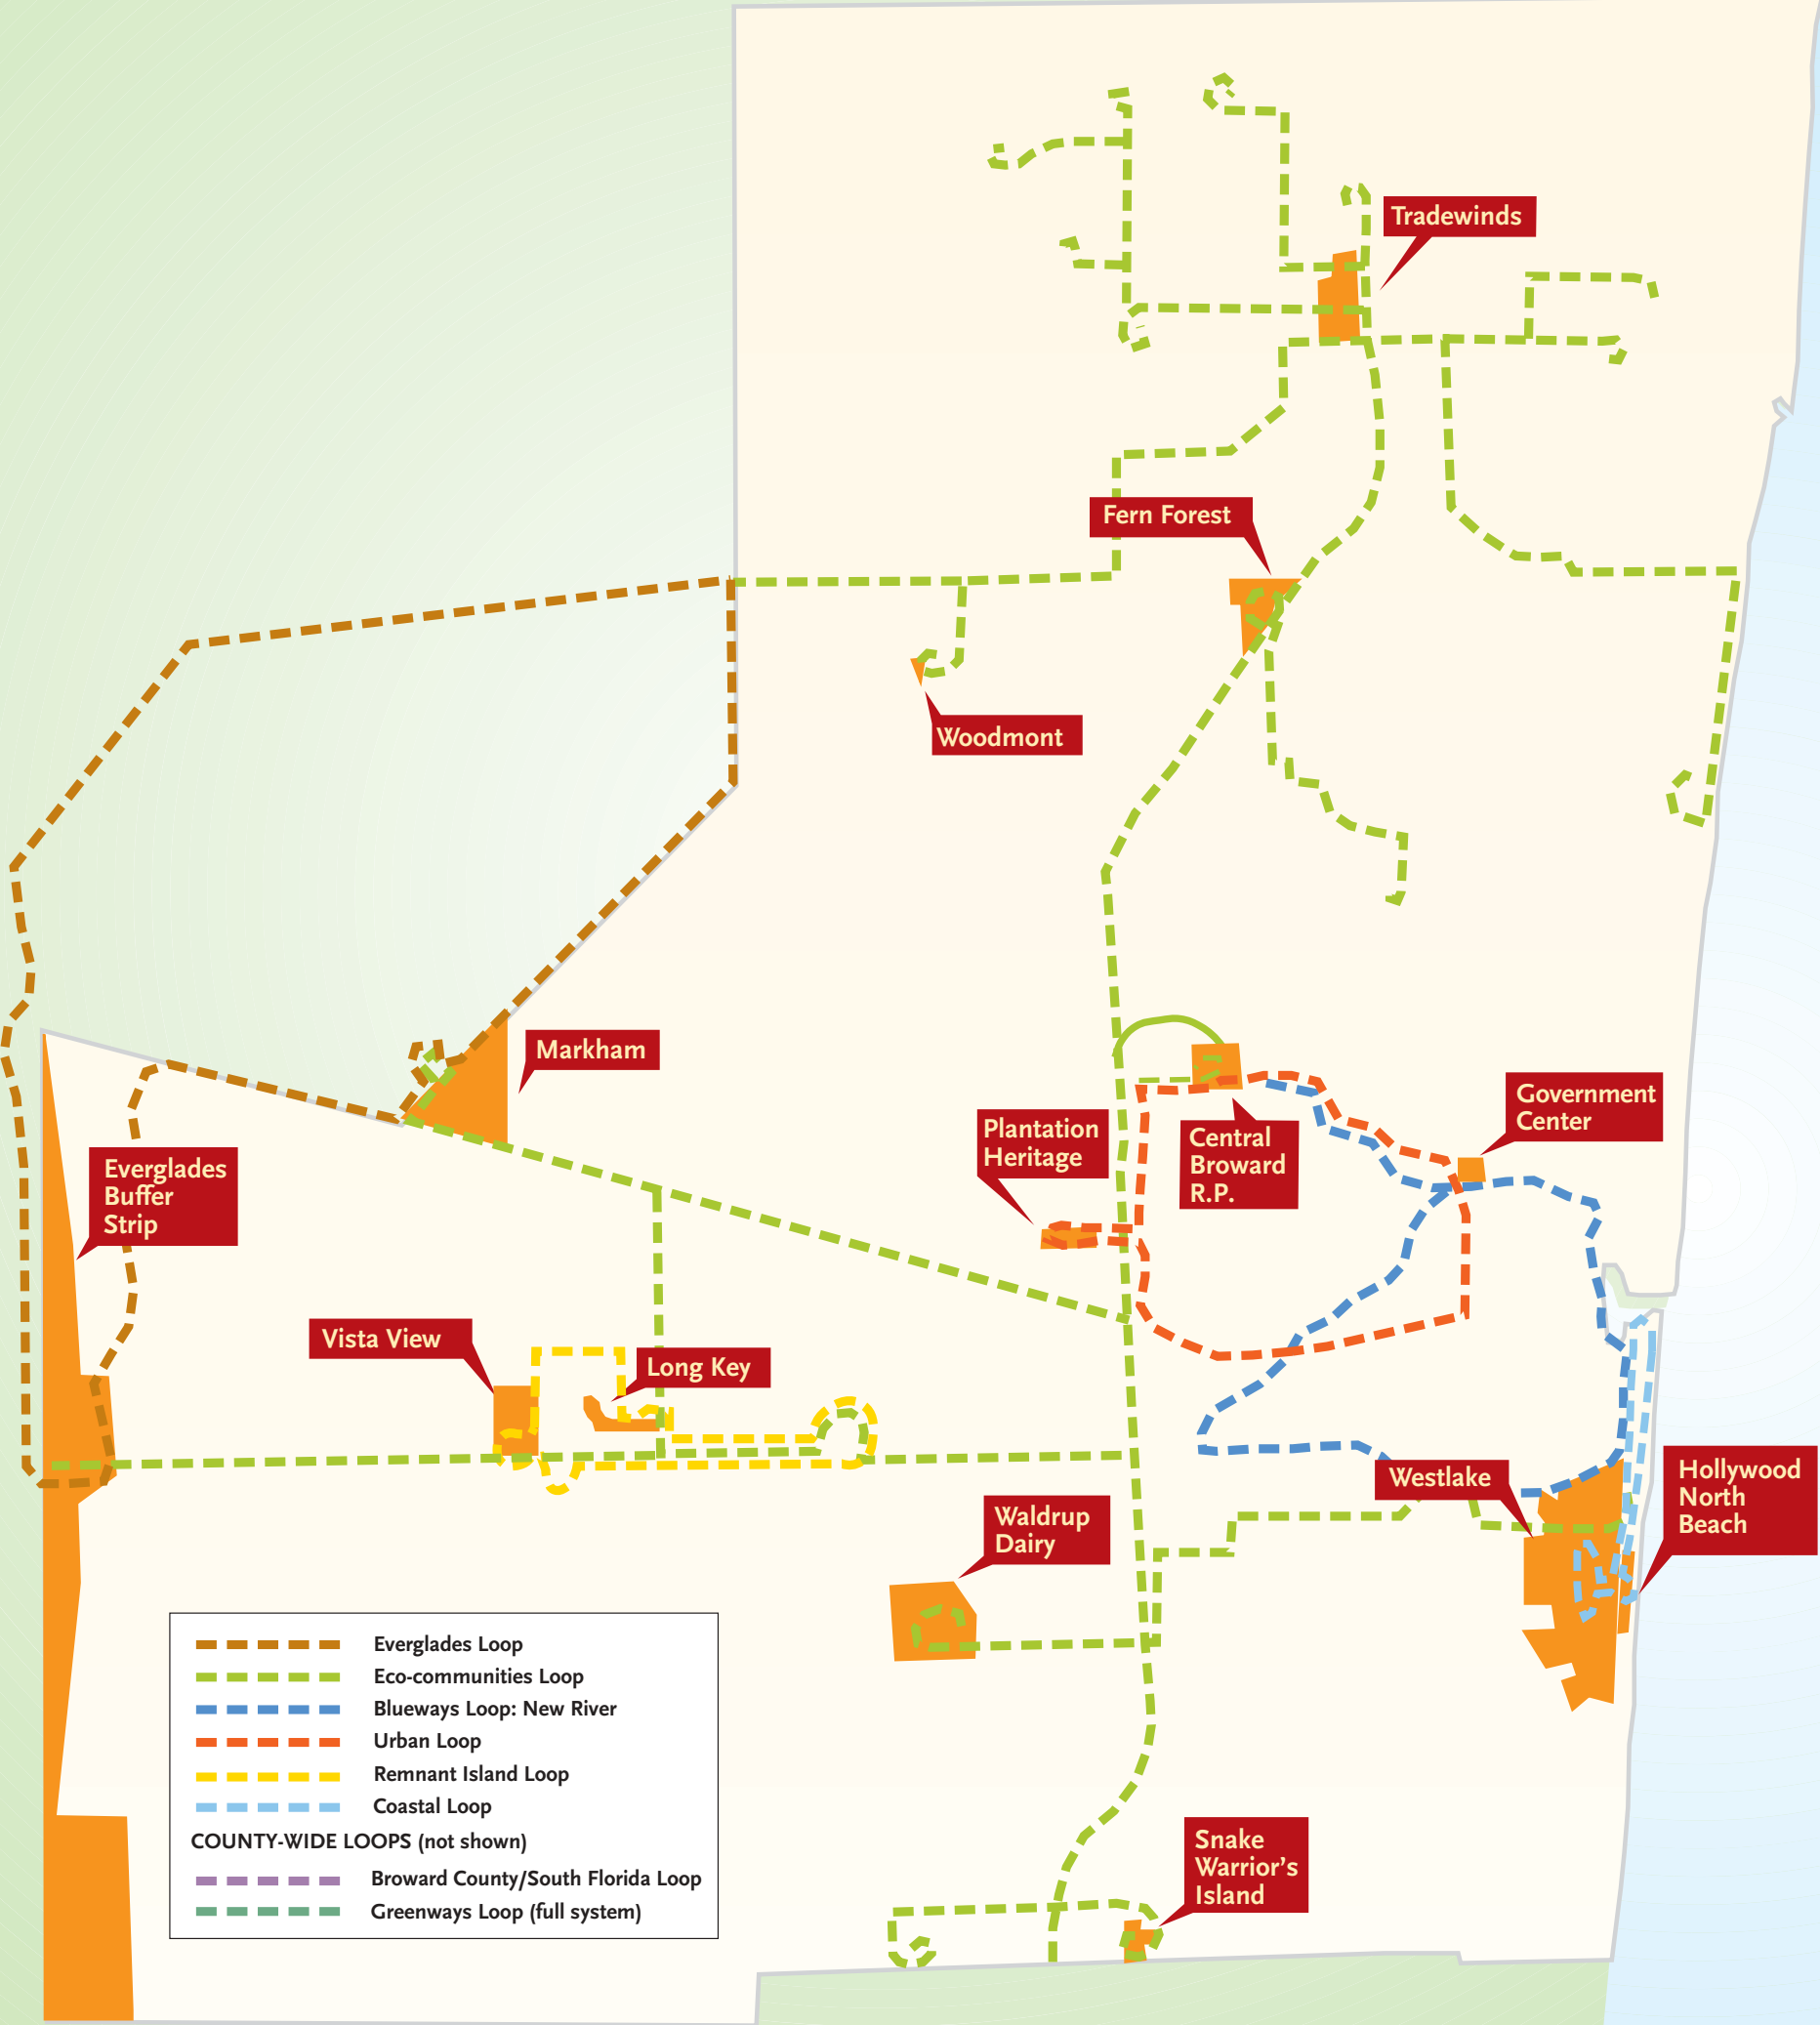 Tradewinds
Fern Forest
Woodmont
Markham
Government
Center
Plantation
Heritage
Central
Broward
R.P.
Everglades
Buffer
Strip
Vista View
Long Key
Westlake
Hollywood
North
Beach
Waldrup
Dairy
Everglades Loop
Eco-communities Loop
Blueways Loop: New River
Urban Loop
Remnant Island Loop
Coastal Loop
COUNTY-WIDE LOOPS (not shown)
Broward County/South Florida Loop
Greenways Loop (full system)
Snake
Warrior’s
Island